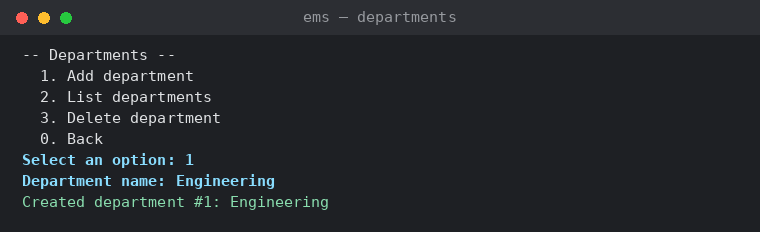 ems — departments
-- Departments --
  1. Add department
  2. List departments
  3. Delete department
  0. Back
Select an option: 1
Department name: Engineering
Created department #1: Engineering